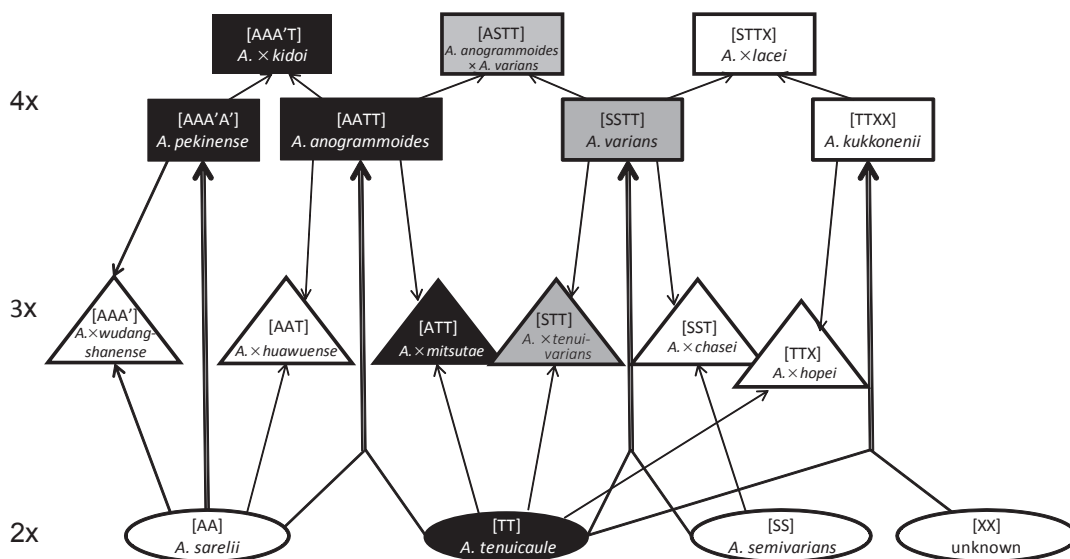 [AAA'T]
A. × kidoi
[ASTT]
A. anogrammoides
× A. varians
[STTX]
A. × lacei
4x
[AAA'A']
A. pekinense
[AATT]
A. anogrammoides
[SSTT]
A. varians
[TTXX]
A. kukkonenii
3x
[AAA']
A. × wudang-
shanense
[AAT]
A. × huawuense
[ATT]
A. × mitsutae
[STT]
A. × tenui-
varians
[SST]
A. × chasei
[TTX]
A. × hopei
2x
[AA]
A. sarelii
[TT]
A. tenuicaule
[SS]
A. semivarians
[XX]
unknown